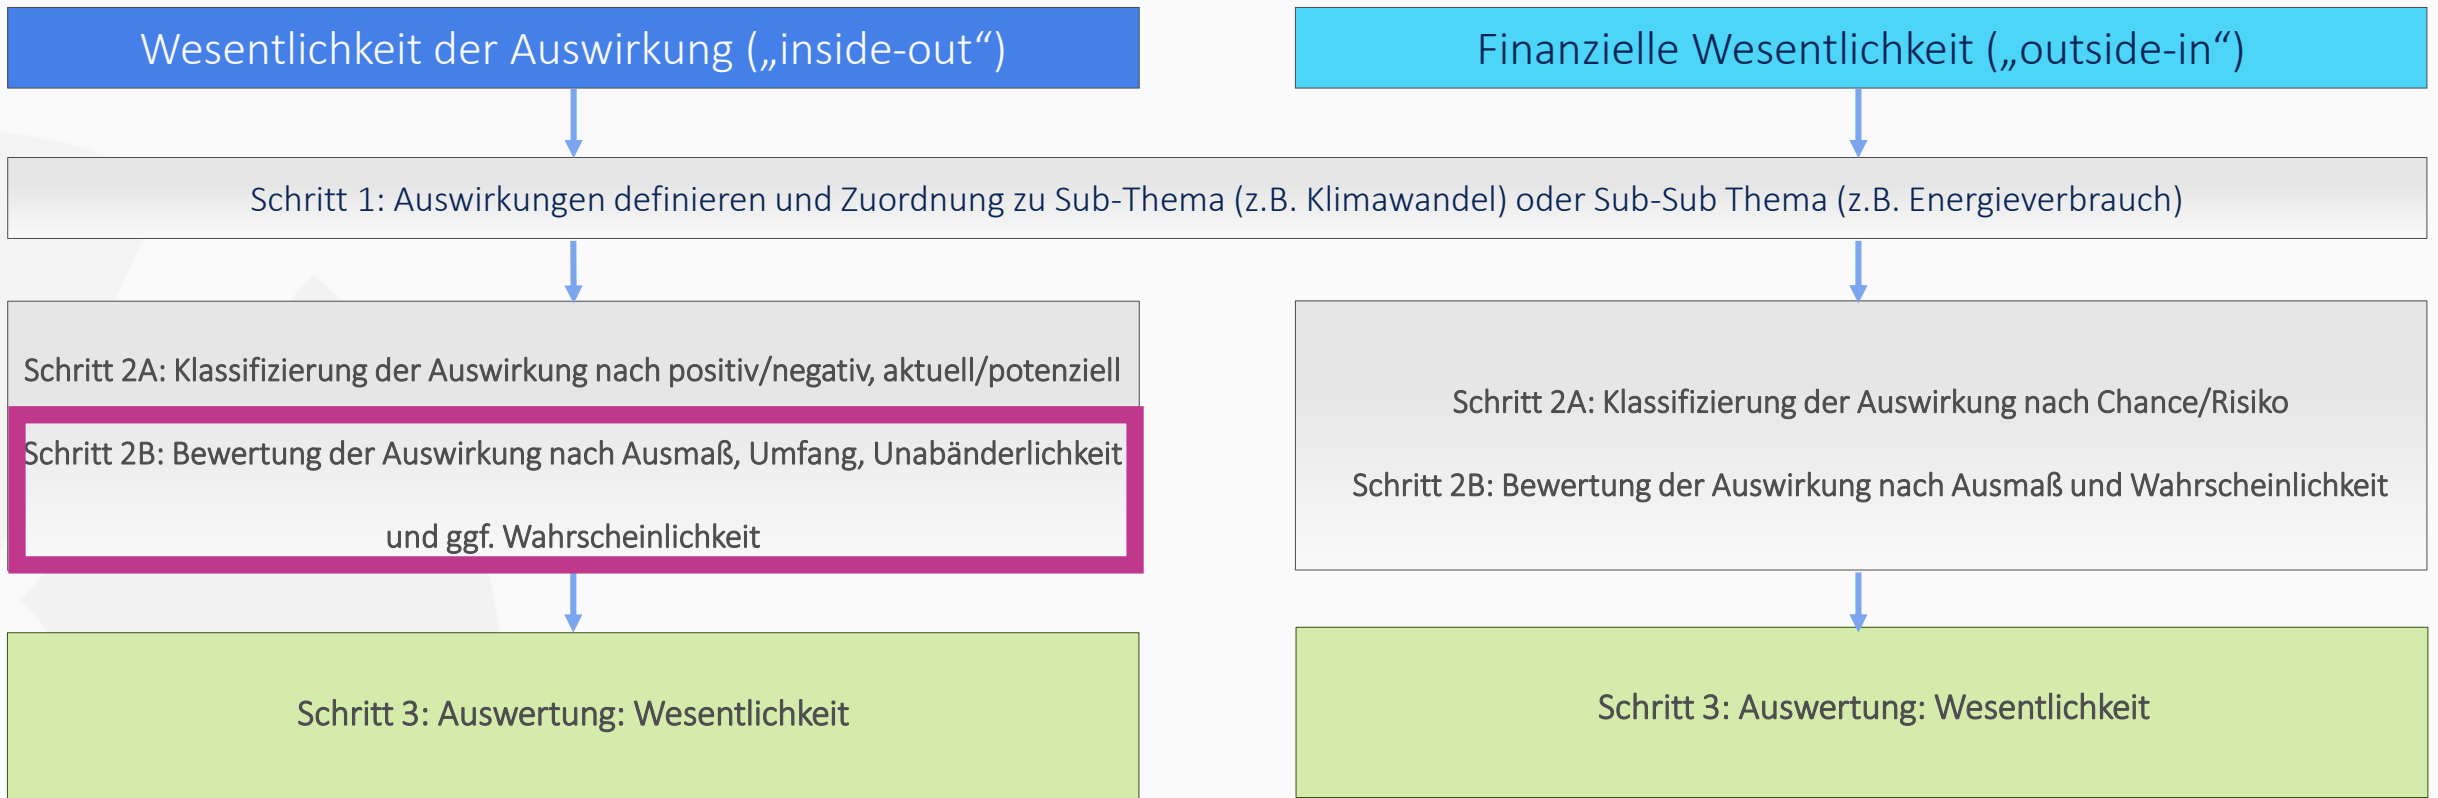 Wesentlichkeit der Auswirkung („inside-out“)
Finanzielle Wesentlichkeit („outside-in“)
Schritt 1: Auswirkungen definieren und Zuordnung zu Sub-Thema (z.B. Klimawandel) oder Sub-Sub Thema (z.B. Energieverbrauch)
Schritt 2A: Klassifizierung der Auswirkung nach positiv/negativ, aktuell/potenziell
Schritt 2B: Bewertung der Auswirkung nach Ausmaß, Umfang, Unabänderlichkeit
und ggf. Wahrscheinlichkeit
Schritt 2A: Klassifizierung der Auswirkung nach Chance/Risiko
Schritt 2B: Bewertung der Auswirkung nach Ausmaß und Wahrscheinlichkeit
Schritt 3: Auswertung: Wesentlichkeit
Schritt 3: Auswertung: Wesentlichkeit